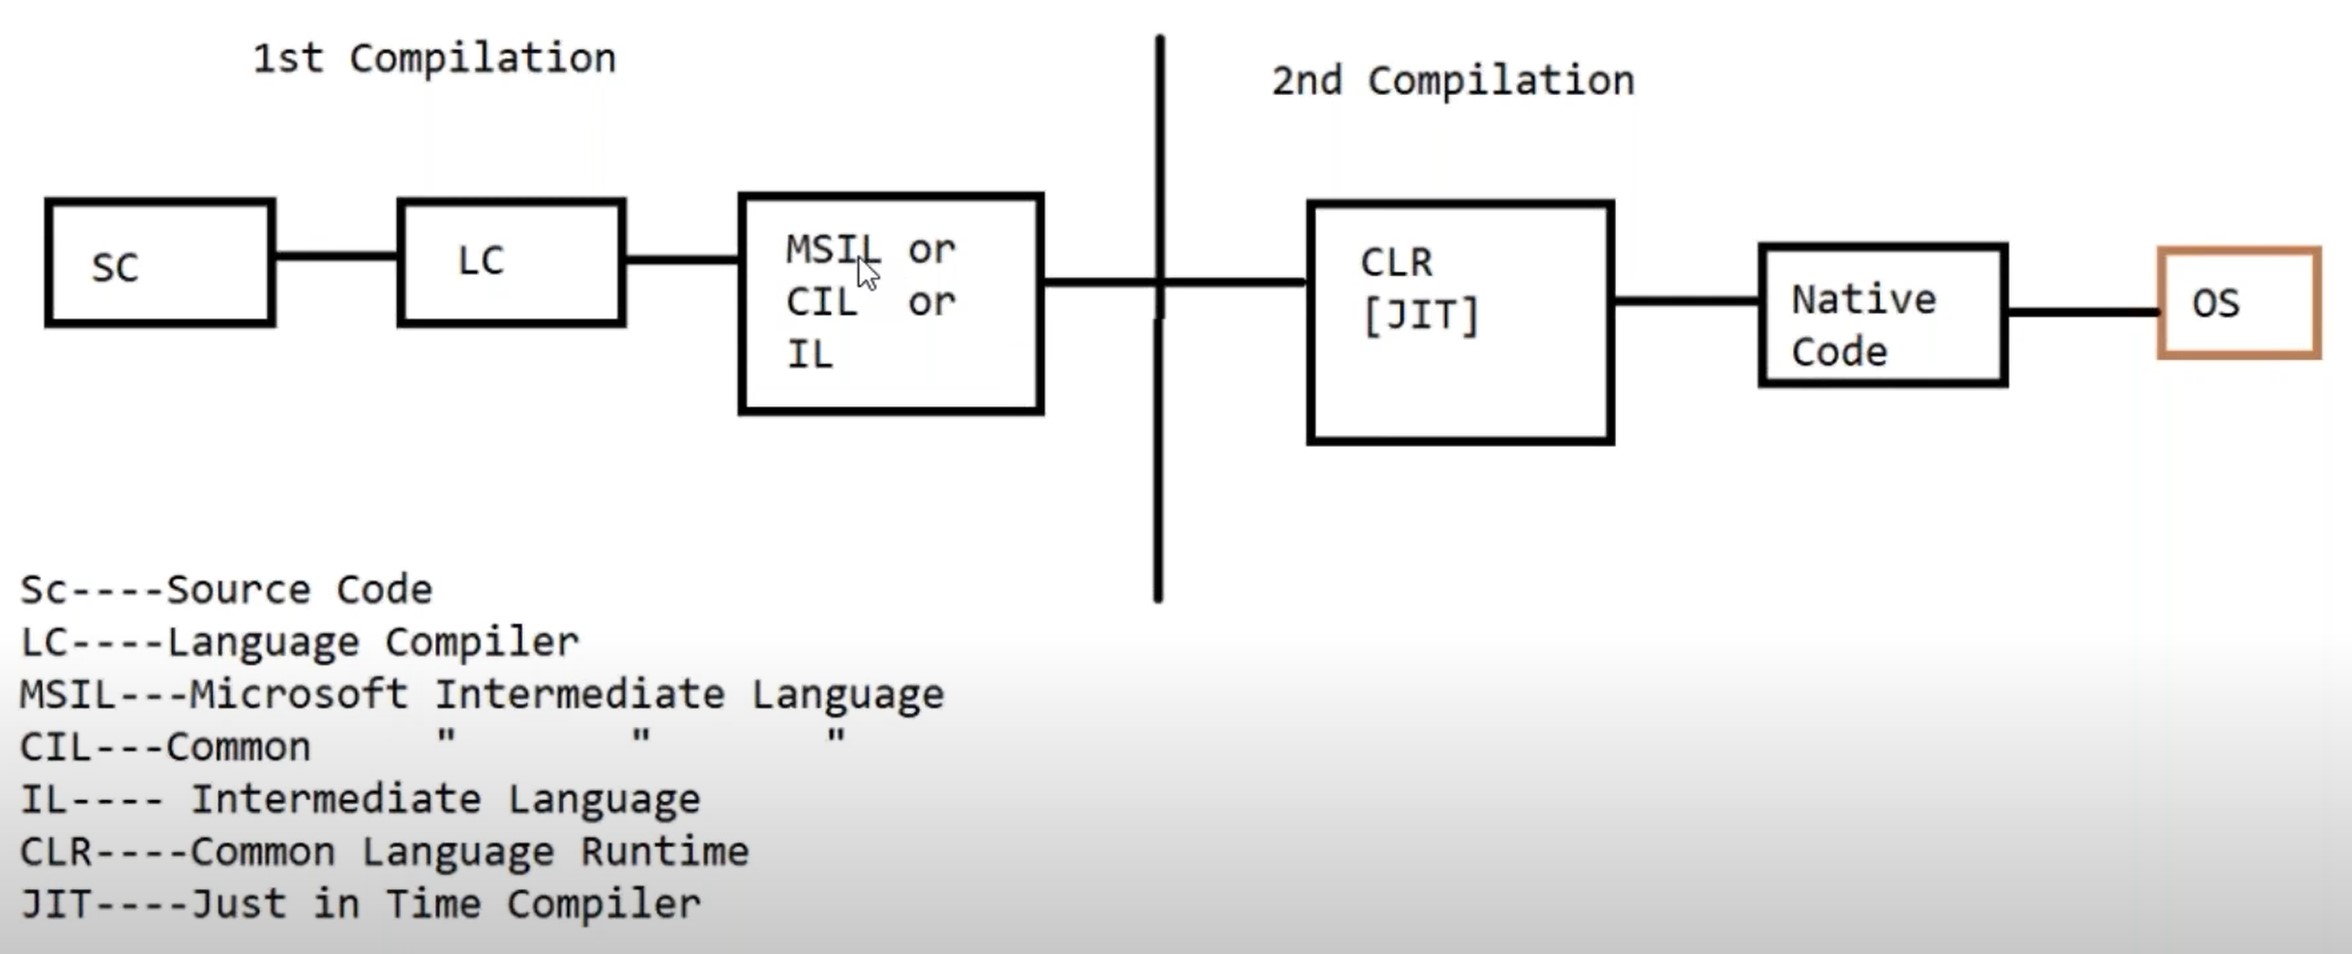 1st Compilation
2nd Compilation
SC
LC
MSIL or
CIL or
IL
CLR
[JIT]
Native
Code
OS
Sc----Source Code
LC----Language Compiler
MSIL---Microsoft Intermediate Language
CIL---Common " " "
IL---- Intermediate Language
CLR----Common Language Runtime
JIT----Just in Time Compiler